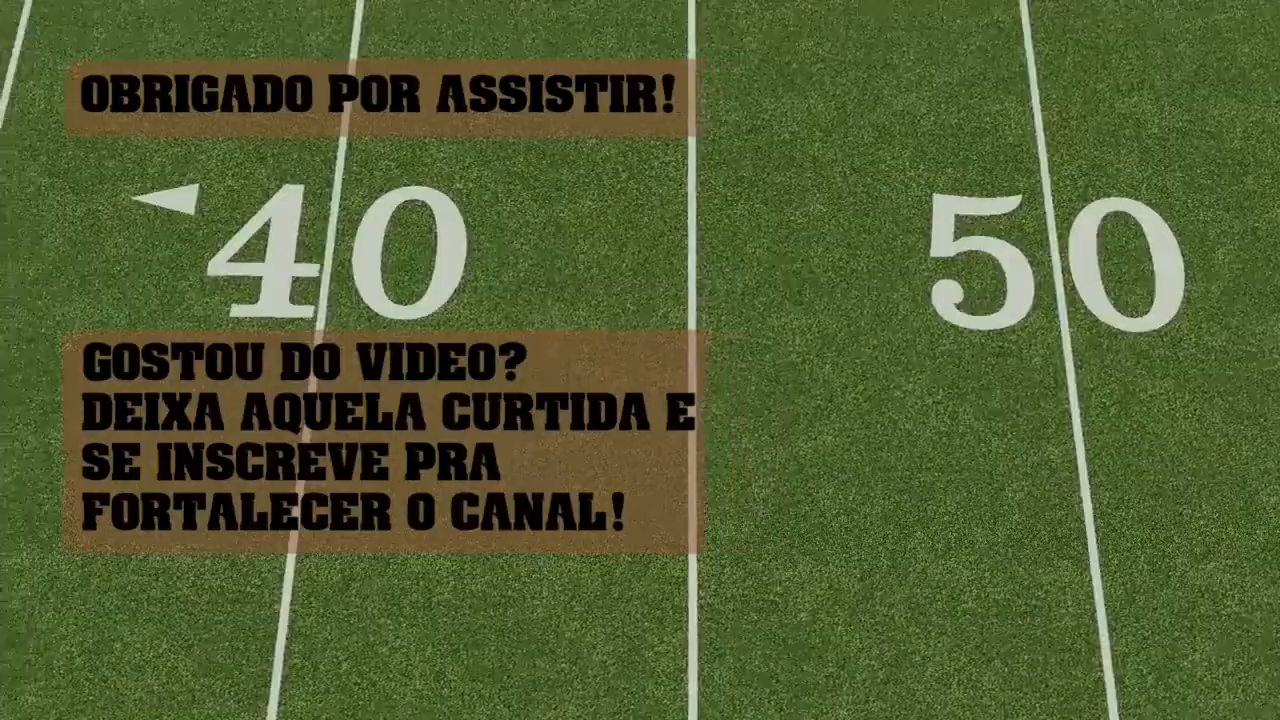 OBRIGADO POR ASSISTIR!
40
50
GOSTOU DO VIDEO?
DEIXA AQUELA CURTIDA E
SE INSCREVE PRA
FORTALECER O CANAL!